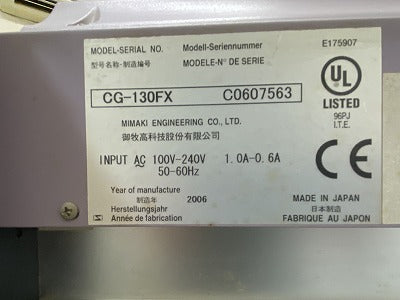 MODEL-SERIAL NO. Modell-Seriennummer E175907
型号名称-製造編号 MODELE-N° DE SERIE
CG-130FX C0607563
UL
LISTED
96PJ
I.T.E.
MIMAKI ENGINEERING CO., LTD.
御牧高科技股份有限公司
INPUT AC 100V-240V 1.0A-0.6A
50-60Hz
CE
Year of manufacture
制造年 2006
Herstellungsjahr
Année de fabrication
MADE IN JAPAN
日本制造
FABRIQUE AU JAPON